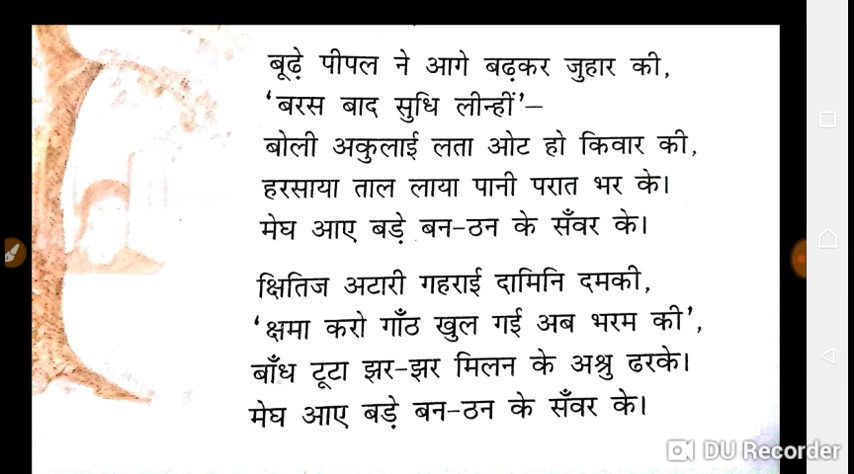 बूढ़े पीपल ने आगे बढ़कर जुहार की,
‘बरस बाद सुधि लीन्हीं’–
बोली अकुलाई लता ओट हो किवार की,
हरसाया ताल लाया पानी परात भर के।
मेघ आए बड़े बन-ठन के सँवर के।
क्षितिज अटारी गहराई दामिनि दमकी,
‘क्षमा करो गाँठ खुल गई अब भरम की’,
बाँध टूटा झर-झर मिलन के अश्रु ढरके।
मेघ आए बड़े बन-ठन के सँवर के।
DU Recorder